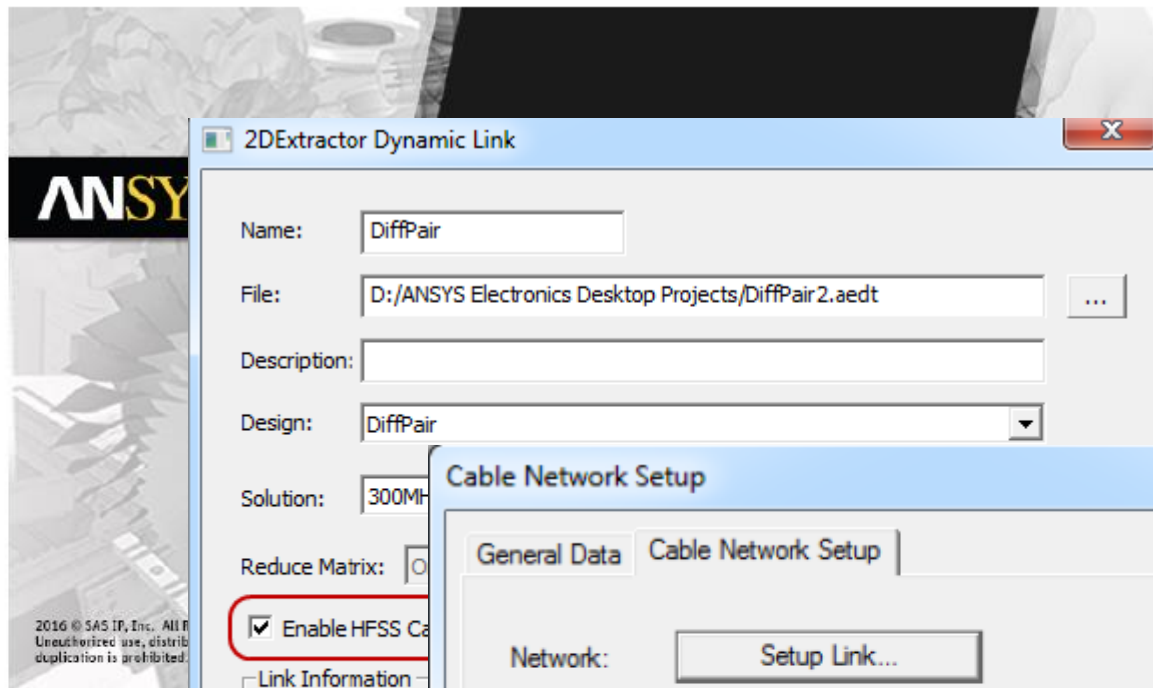 2DExtractor Dynamic Link
ANSY
Name: DiffPair
File: D:/ANSYS Electronics Desktop Projects/DiffPair2.aedt ...
Description:
Design: DiffPair
Cable Network Setup
Solution: 300MH
General Data Cable Network Setup
Reduce Matrix: O
Enable HFSS Ca
Network: Setup Link...
Link Information
2016 © SAS IP, Inc. All R
Unauthorized use, distrib
duplication is prohibited.